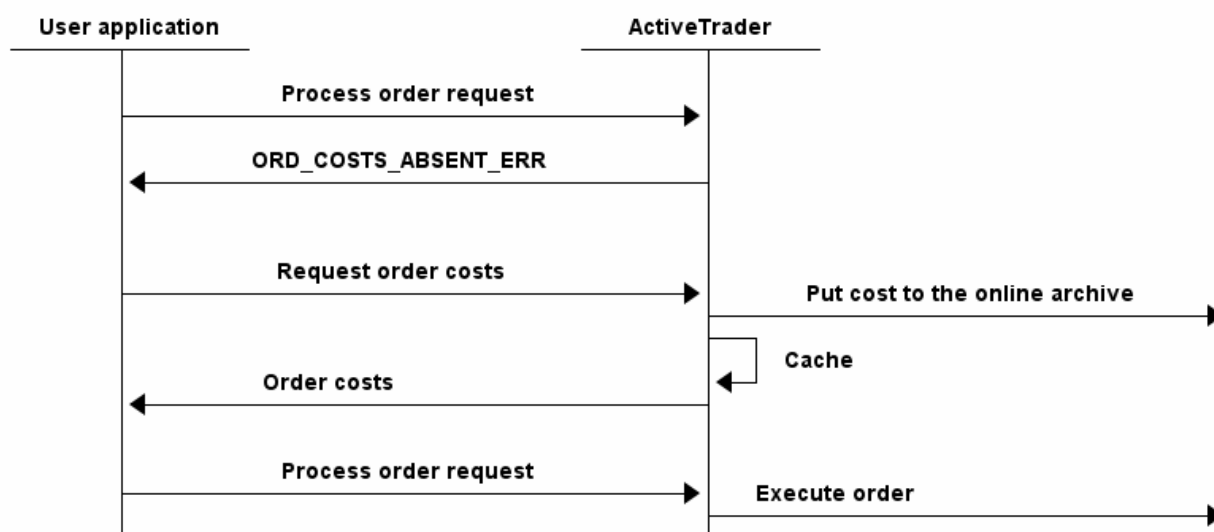 User application
ActiveTrader
Process order request
ORD_COSTS_ABSENT_ERR
Request order costs
Put cost to the online archive
Cache
Order costs
Process order request
Execute order